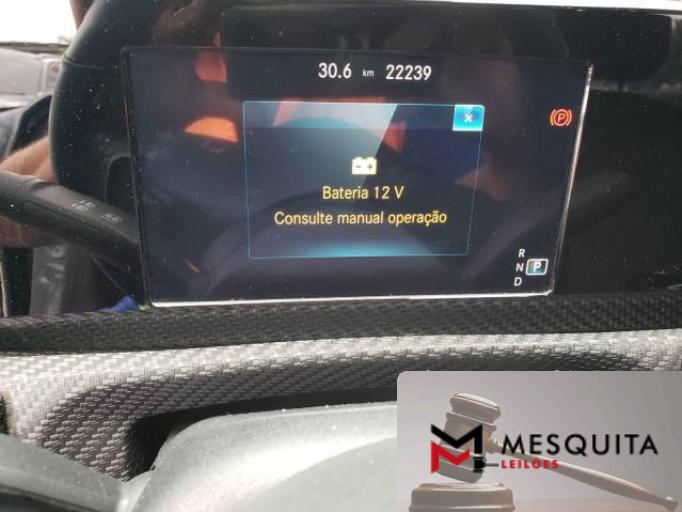 30.6 km 22239
Bateria 12 V
Consulte manual operação
R
N P
D
MESQUITA
LEILÕES